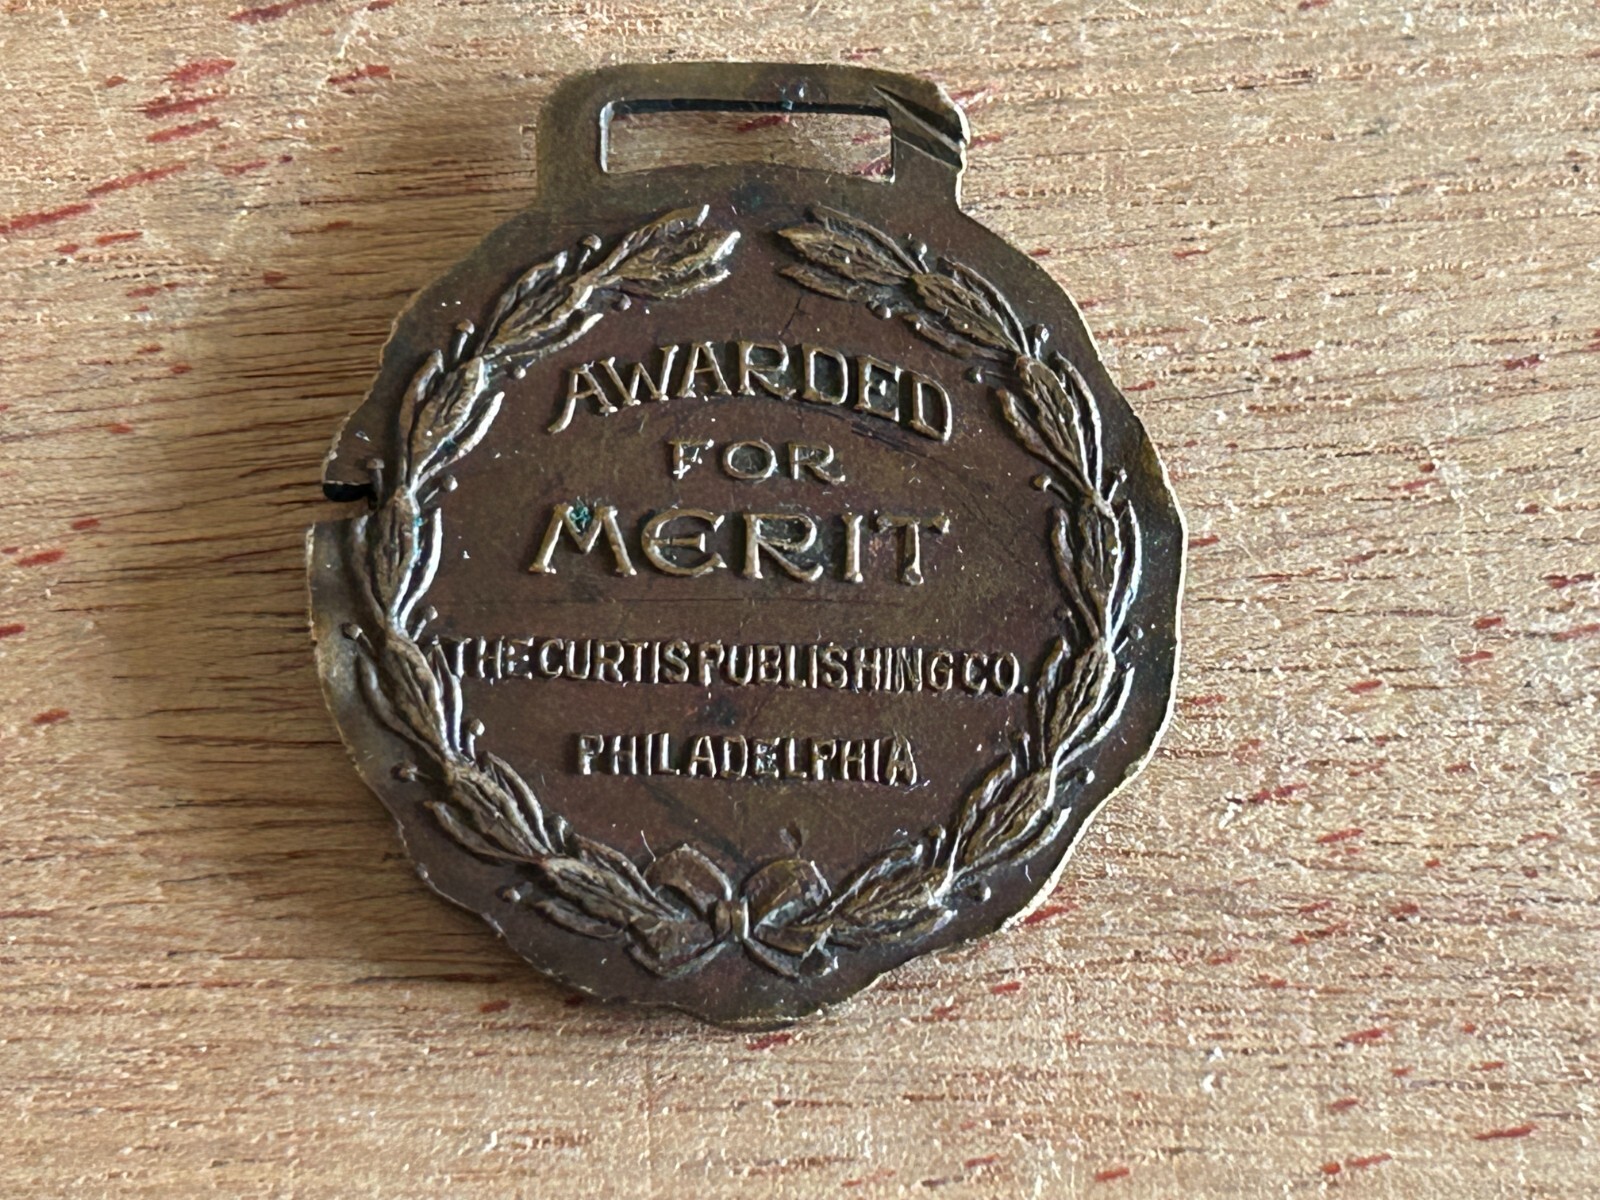 AWARDED
FOR
MERIT
THE CURTIS PUBLISHING CO.
PHILADELPHIA